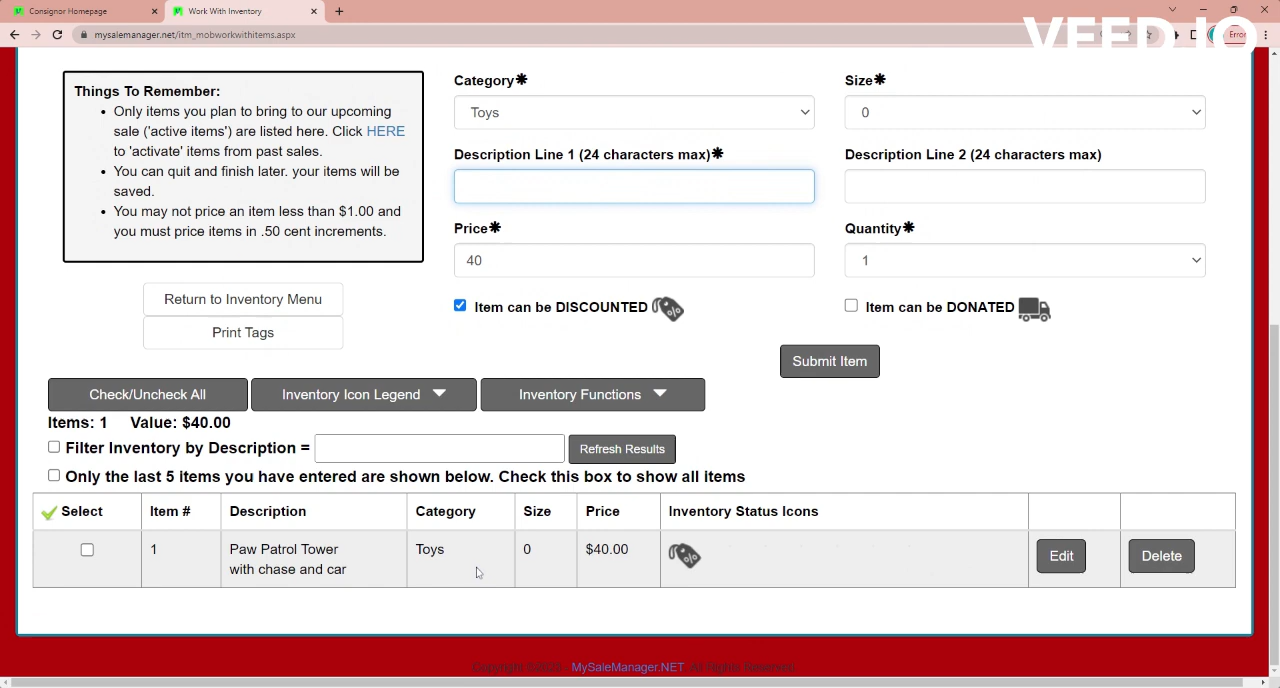 Consignor Homepage
Work With Inventory
mysalemanager.net/itm_mobworkwithitems.aspx
Error
VEED.IO
Things To Remember:
Only items you plan to bring to our upcoming
sale ('active items') are listed here. Click HERE
to 'activate' items from past sales.
You can quit and finish later. your items will be
saved.
You may not price an item less than $1.00 and
you must price items in .50 cent increments.
Return to Inventory Menu
Print Tags
Category✱
Toys
Size✱
0
Description Line 1 (24 characters max)✱
Description Line 2 (24 characters max)
Price✱
40
Quantity✱
1
Item can be DISCOUNTED
Item can be DONATED
Submit Item
Check/Uncheck All
Inventory Icon Legend
Inventory Functions
Items: 1 Value: $40.00
Filter Inventory by Description =
Refresh Results
Only the last 5 items you have entered are shown below. Check this box to show all items
Select Item # Description Category Size Price Inventory Status Icons
1 Paw Patrol Tower Toys 0 $40.00 Edit Delete
with chase and car
MySaleManager.NET. All Rights Reserved.